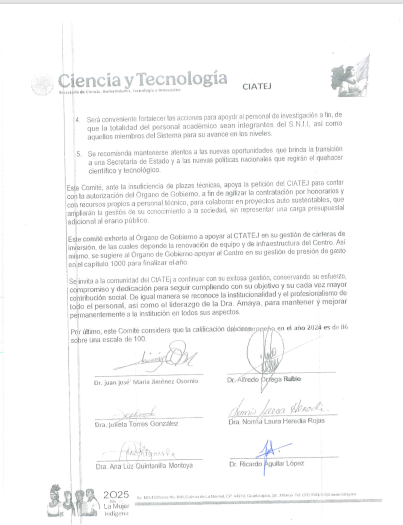 Ciencia y Tecnología
Secretaría de Ciencia, Humanidades, Tecnología e Innovación
CIATEJ
4. Será conveniente fortalecer las acciones para apoyar al personal de investigación a fin, de
que la totalidad del personal académico sean integrantes del S.N.I.I, así como
aquellos miembros del Sistema para su avance en los niveles.
5. Se recomienda mantenerse atentos a las nuevas oportunidades que brinda la transición
a una Secretaría de Estado y a las nuevas políticas nacionales que regirán el quehacer
científico y tecnológico.
Este Comité, ante la insuficiencia de plazas técnicas, apoya la petición del CIATEJ para contar
con la autorización del Órgano de Gobierno, a fin de agilizar la contratación por honorarios y
con recursos propios a personal técnico, para colaborar en proyectos auto sustentables, que
ampliarán la gestión de su conocimiento a la sociedad, sin representar una carga presupuestal
adicional al erario público.
Este comité exhorta al Órgano de Gobierno a apoyar al CTATEJ en su gestión de carteras de
inversión, de las cuales depende la renovación de equipo y de infraestructura del Centro. Así
mismo, se sugiere al Órgano de Gobierno apoyar al Centro en su gestión de presión de gasto
en el capítulo 1000 para finalizar el año.
Se invita a la comunidad del CIATEJ a continuar con su exitosa gestión, conservando su esfuerzo,
compromiso y dedicación para seguir cumpliendo con su objetivo y su cada vez mayor
contribución social. De igual manera se reconoce la institucionalidad y el profesionalismo de
todo el personal, así como el liderazgo de la Dra. Amaya, para mantener y mejorar
permanentemente a la institución en todos sus aspectos.
Por último, este Comité considera que la calificación del desempeño en el año 2024 es de
sobre una escala de 100.
Dr. Juan José María Jiménez Osornio
Dr. Alfredo Ortega Rubio
Dra. Julieta Torres González
Dra. Norma Laura Heredia Rojas
Dra. Ana Luz Quintanilla Montoya
Dr. Ricardo Aguilar López
2025
Año de
La Mujer
Indígena